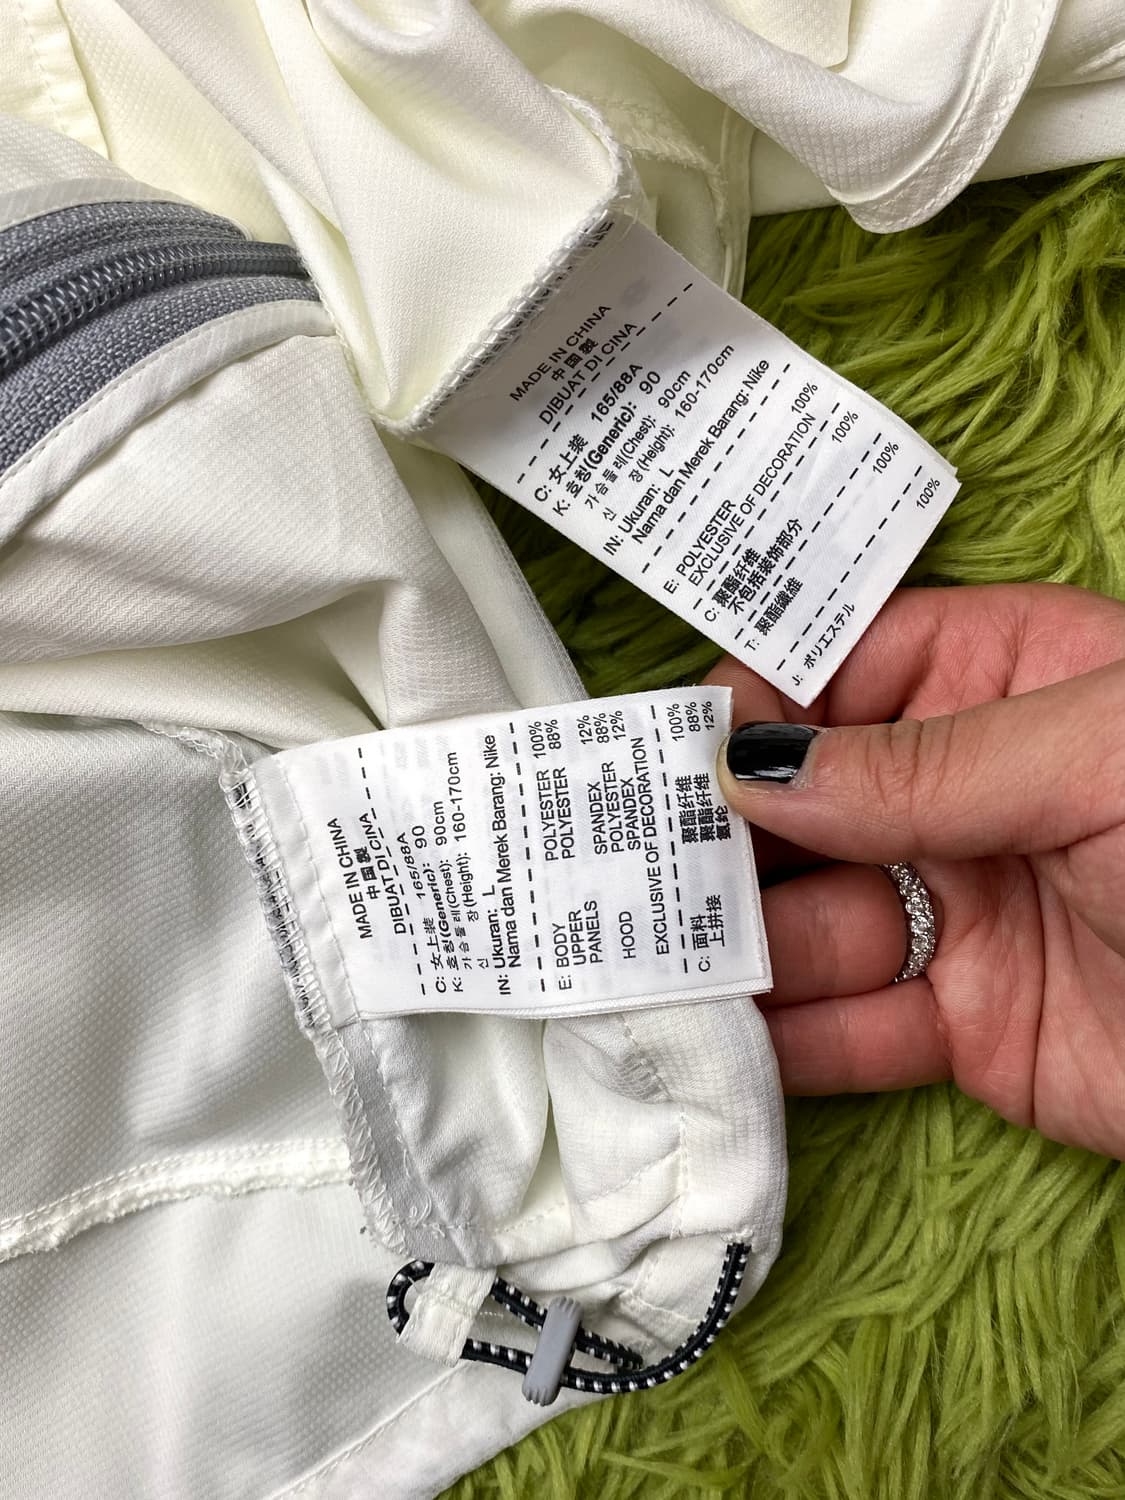 MADE IN CHINA
中国製
DIBUAT DI CINA
C: 女上装 165/88A
K: 호칭(Generic): 90
가슴둘레(Chest): 90cm
신 장(Height): 160-170cm
IN: Ukuran: L
Nama dan Merek Barang: Nike
E: POLYESTER 100%
EXCLUSIVE OF DECORATION
C: 聚酯纤维 100%
不包括装饰部分
T: 聚酯纖維 100%
J: ポリエステル 100%
MADE IN CHINA
中国製
DIBUAT DI CINA
C: 女上装 165/88A
K: 호칭(Generic): 90
가슴둘레(Chest): 90cm
신 장(Height): 160-170cm
IN: Ukuran: L
Nama dan Merek Barang: Nike
E: BODY POLYESTER 100%
UPPER POLYESTER 88%
PANELS
SPANDEX 12%
HOOD POLYESTER 88%
SPANDEX 12%
EXCLUSIVE OF DECORATION
C: 面料 聚酯纤维 100%
上拼接 聚酯纤维 88%
氨纶 12%